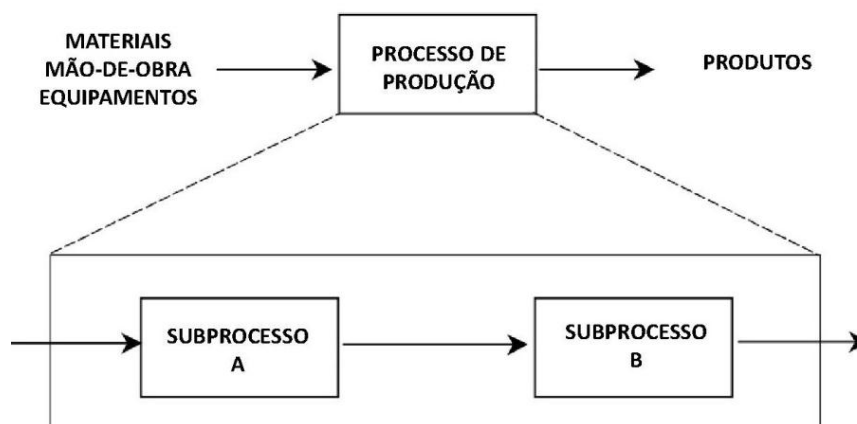 MATERIAIS
MÃO-DE-OBRA
EQUIPAMENTOS
PROCESSO DE
PRODUÇÃO
PRODUTOS
SUBPROCESSO
A
SUBPROCESSO
B